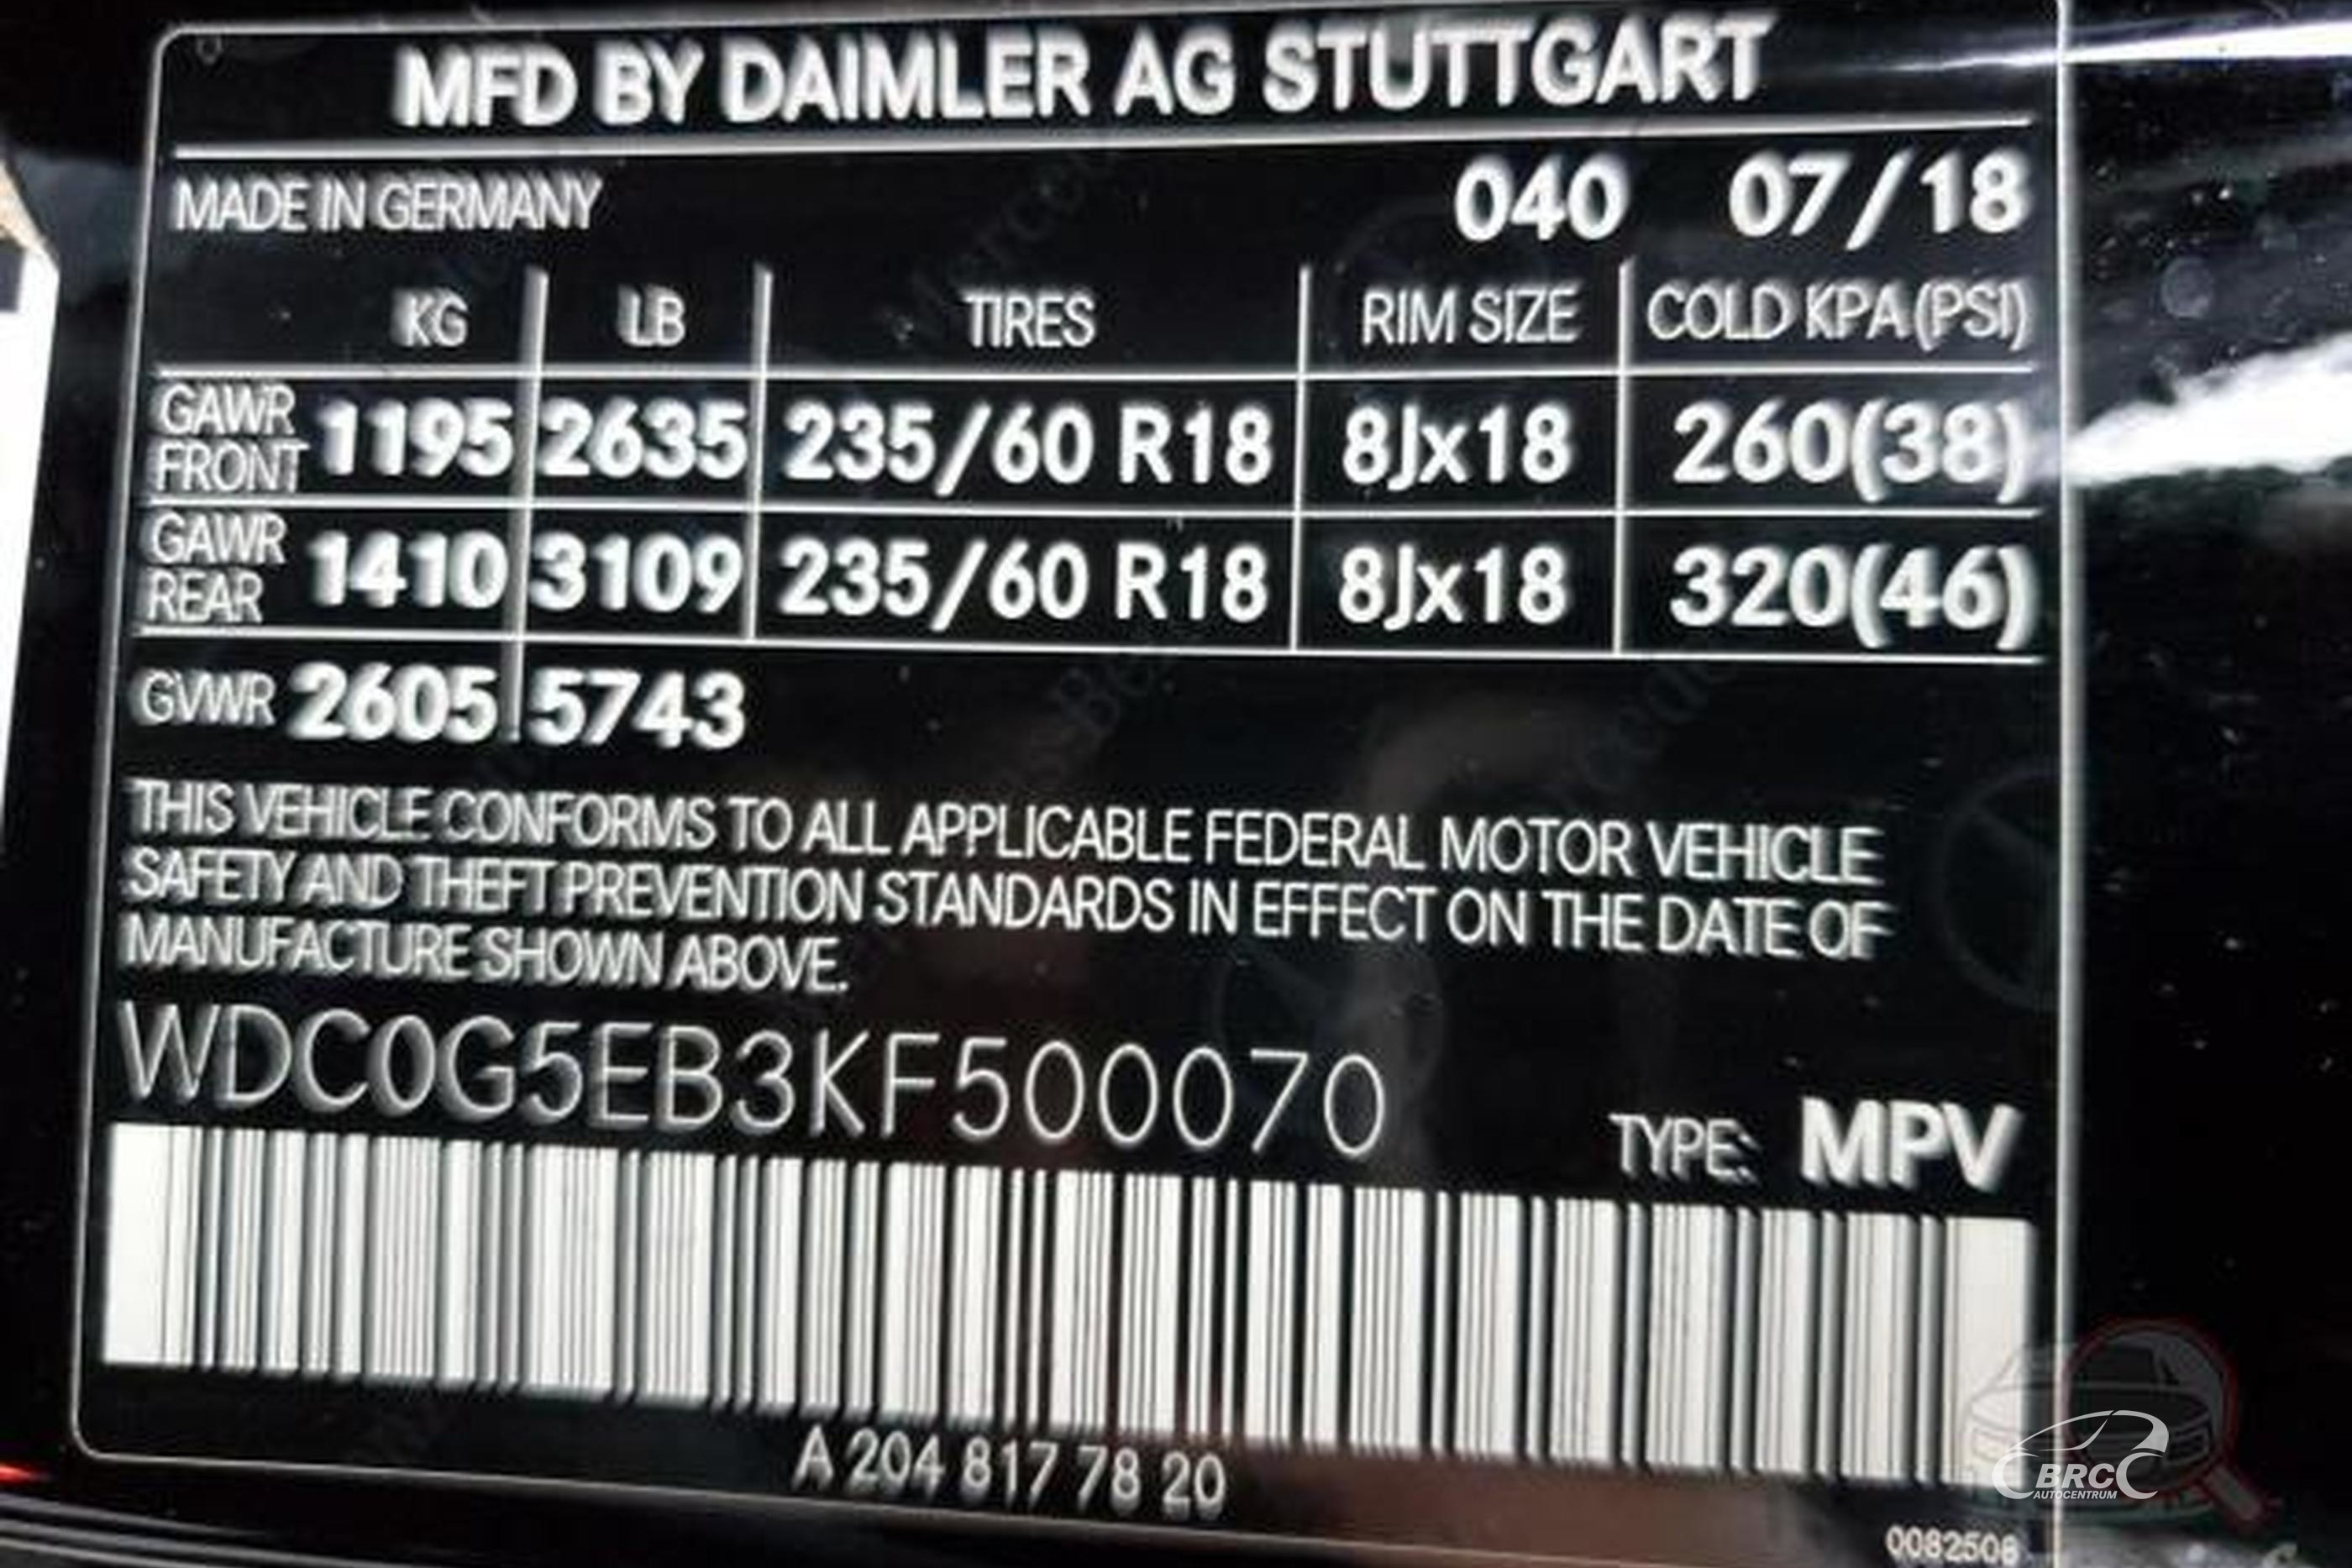 MFD BY DAIMLER AG STUTTGART
MADE IN GERMANY 040 07/18
KG LB TIRES RIM SIZE COLD KPA (PSI)
GAWR FRONT 1195 2635 235/60 R18 8Jx18 260(38)
GAWR REAR 1410 3109 235/60 R18 8Jx18 320(46)
GVWR 2605 5743
THIS VEHICLE CONFORMS TO ALL APPLICABLE FEDERAL MOTOR VEHICLE
SAFETY AND THEFT PREVENTION STANDARDS IN EFFECT ON THE DATE OF
MANUFACTURE SHOWN ABOVE.
WDC0G5EB3KF500070
TYPE: MPV
A 204 817 78 20
BRC
AUTOCENTRUM
0082508